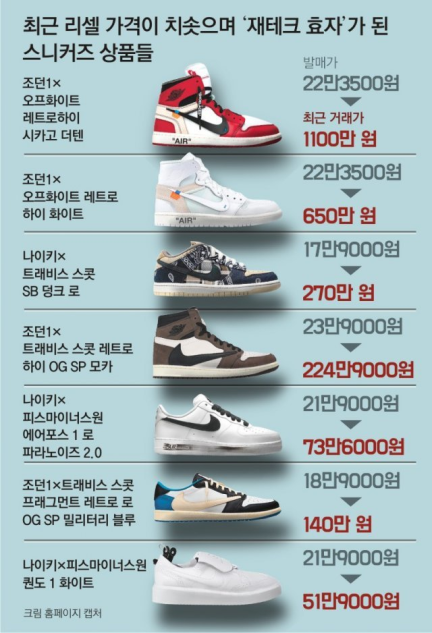 최근 리셀 가격이 치솟으며 ‘재테크 효자’가 된
스니커즈 상품들
발매가
조던1×
오프화이트
레트로하이
시카고 더텐
22만3500원
최근 거래가
1100만 원
"AIR"
조던1×
오프화이트 레트로
하이 화이트
22만3500원
650만 원
"AIR"
나이키×
트래비스 스콧
SB 덩크 로
17만9000원
270만 원
조던1×
트래비스 스콧 레트로
하이 OG SP 모카
23만9000원
224만9000원
나이키×
피스마이너스원
에어포스 1 로
파라노이즈 2.0
21만9000원
73만6000원
조던1×트래비스 스콧
프래그먼트 레트로 로
OG SP 밀리터리 블루
18만9000원
140만 원
나이키×피스마이너스원
퀀도 1 화이트
21만9000원
51만9000원
크림 홈페이지 캡처